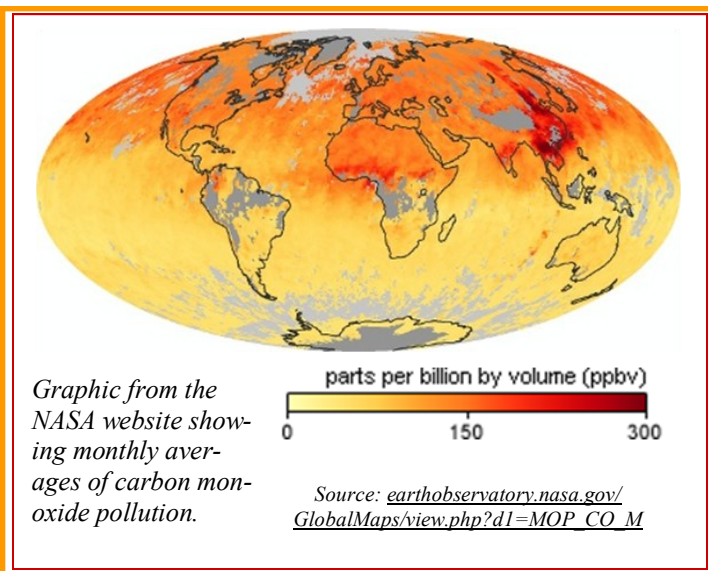 parts per billion by volume (ppbv)
0 150 300
Graphic from the
NASA website show-
ing monthly aver-
ages of carbon mon-
oxide pollution.
Source: earthobservatory.nasa.gov/
GlobalMaps/view.php?d1=MOP_CO_M